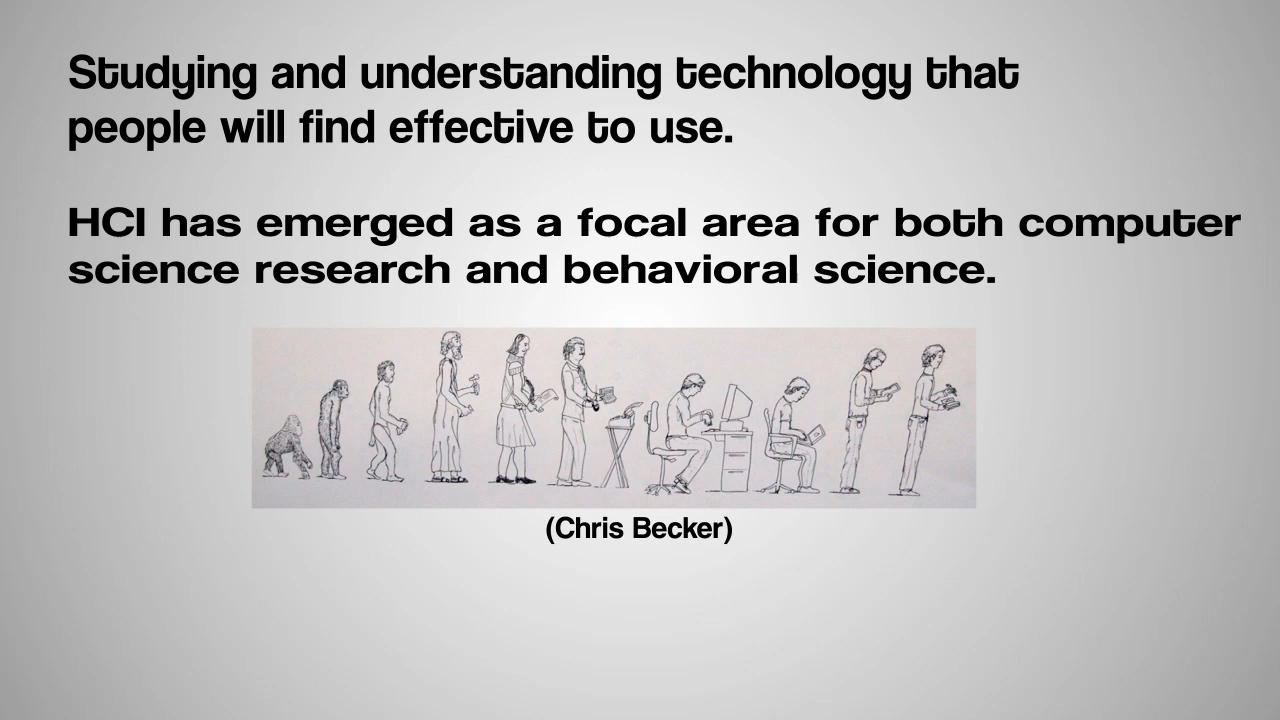 Studying and understanding technology that
people will find effective to use.
HCI has emerged as a focal area for both computer
science research and behavioral science.
(Chris Becker)